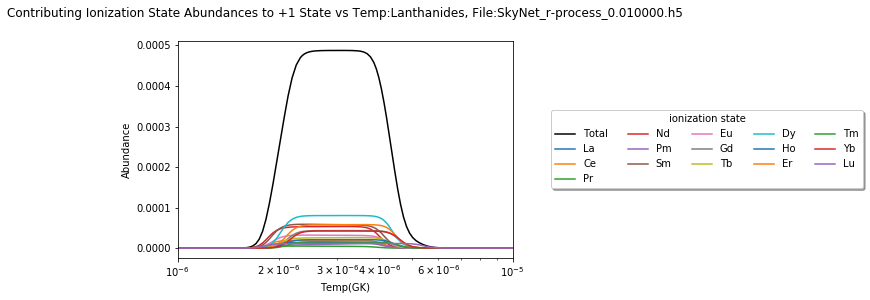 Contributing Ionization State Abundances to +1 State vs Temp:Lanthanides, File:SkyNet_r-process_0.010000.h5
0.0005
0.0004
0.0003
0.0002
0.0001
0.0000
Abundance
10⁻⁶
2 × 10⁻⁶
3 × 10⁻⁶
4 × 10⁻⁶
6 × 10⁻⁶
10⁻⁵
Temp(GK)
ionization state
Total Nd Eu Dy Tm
La Pm Gd Ho Yb
Ce Sm Tb Er Lu
Pr